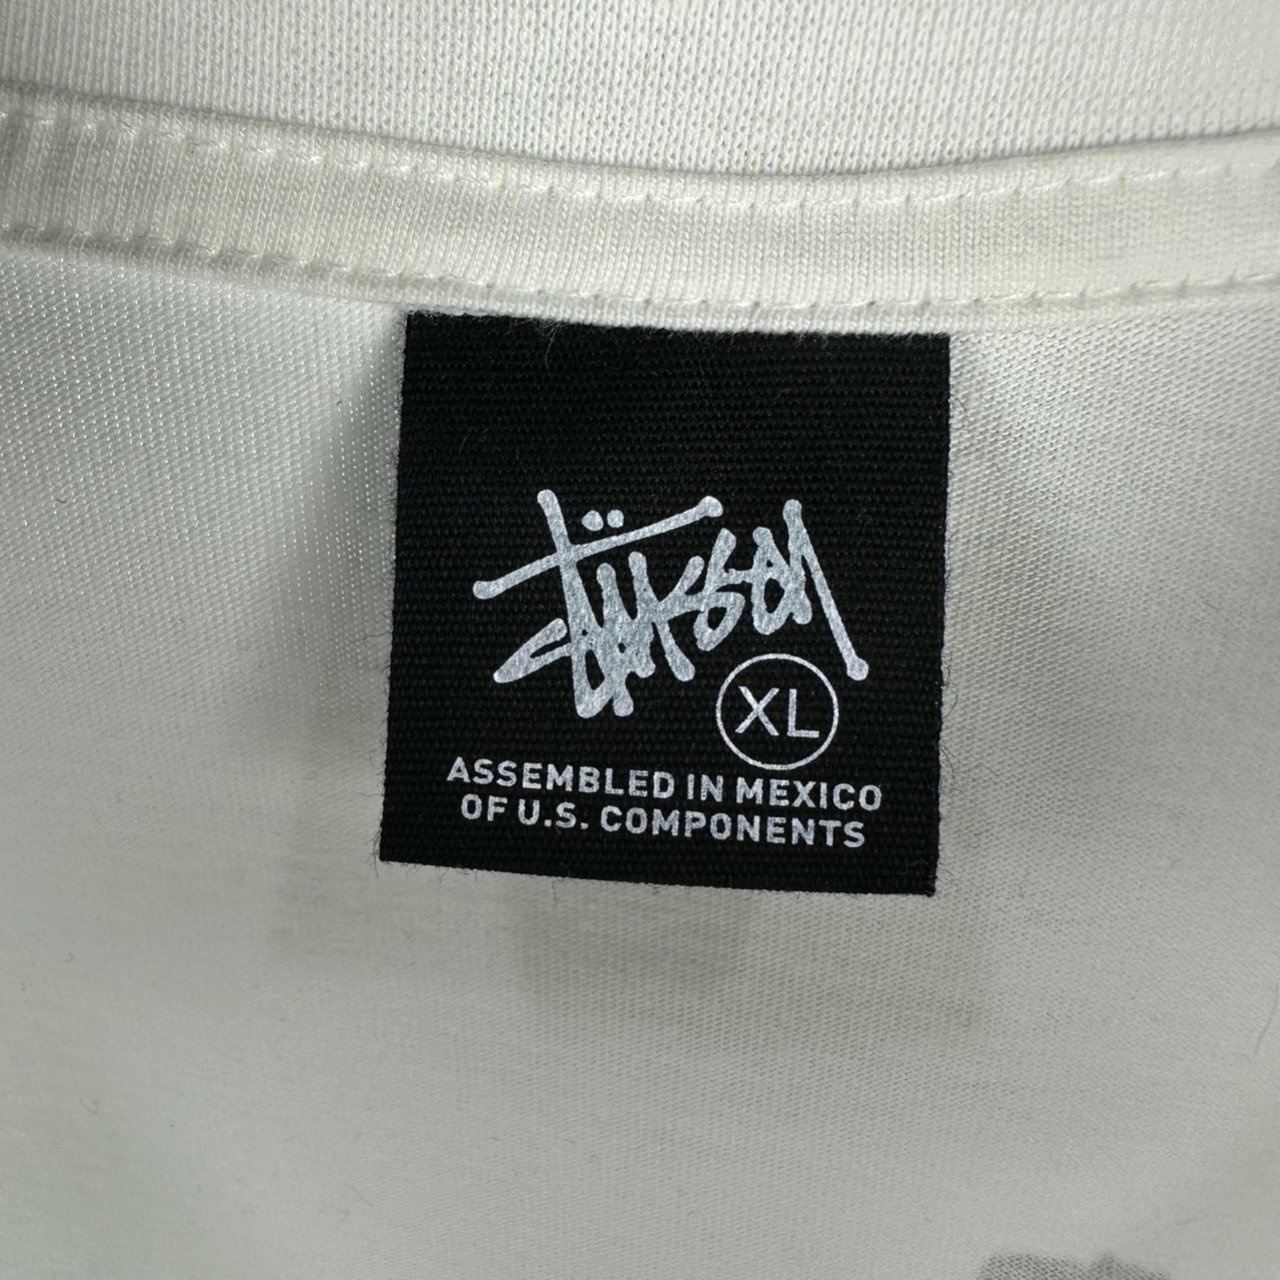 Stüssy
XL
ASSEMBLED IN MEXICO
OF U.S. COMPONENTS